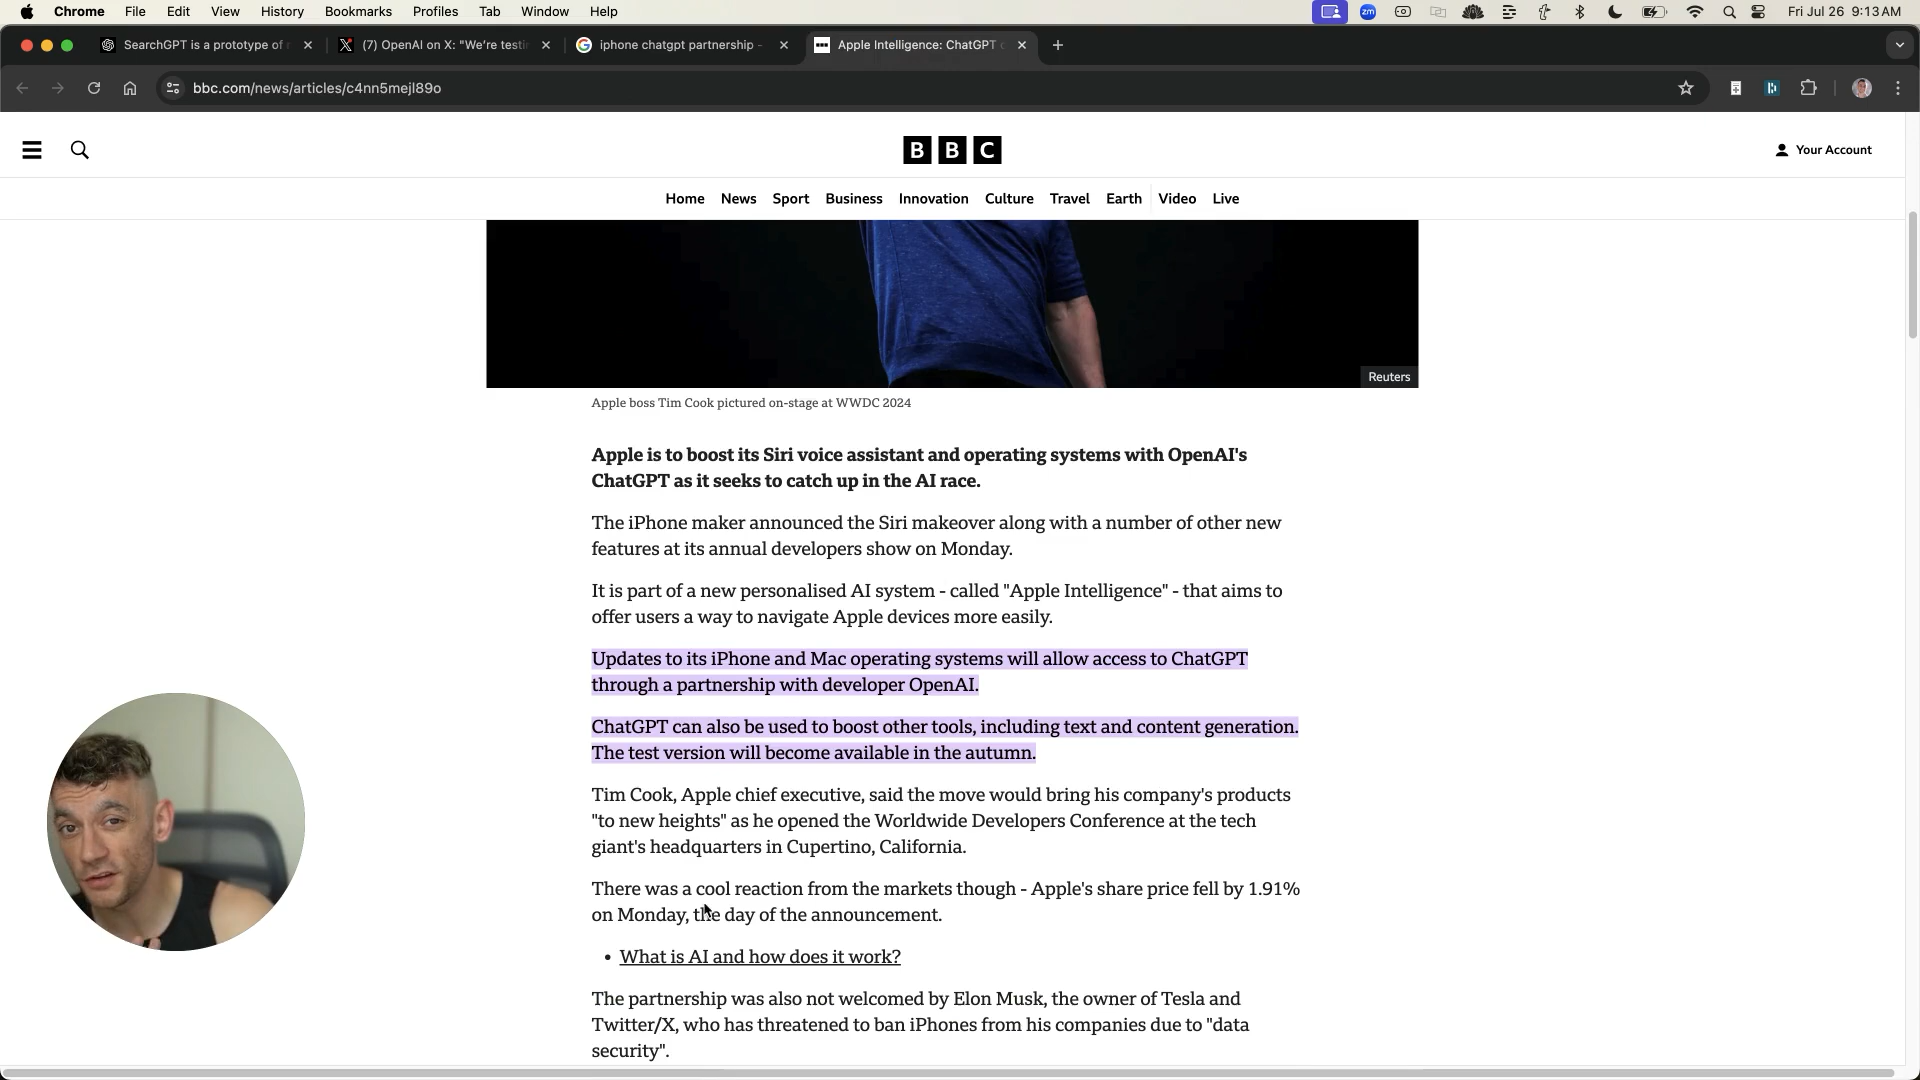 Chrome File Edit View History Bookmarks Profiles Tab Window Help
zm
Fri Jul 26 9:13 AM
SearchGPT is a prototype of
(7) OpenAI on X: "We're testi
iphone chatgpt partnership -
Apple Intelligence: ChatGPT
bbc.com/news/articles/c4nn5mejl89o
BBC
Your Account
Home News Sport Business Innovation Culture Travel Earth Video Live
Reuters
Apple boss Tim Cook pictured on-stage at WWDC 2024
Apple is to boost its Siri voice assistant and operating systems with OpenAI's
ChatGPT as it seeks to catch up in the AI race.
The iPhone maker announced the Siri makeover along with a number of other new
features at its annual developers show on Monday.
It is part of a new personalised AI system - called "Apple Intelligence" - that aims to
offer users a way to navigate Apple devices more easily.
Updates to its iPhone and Mac operating systems will allow access to ChatGPT
through a partnership with developer OpenAI.
ChatGPT can also be used to boost other tools, including text and content generation.
The test version will become available in the autumn.
Tim Cook, Apple chief executive, said the move would bring his company's products
"to new heights" as he opened the Worldwide Developers Conference at the tech
giant's headquarters in Cupertino, California.
There was a cool reaction from the markets though - Apple's share price fell by 1.91%
on Monday, the day of the announcement.
• What is AI and how does it work?
The partnership was also not welcomed by Elon Musk, the owner of Tesla and
Twitter/X, who has threatened to ban iPhones from his companies due to "data
security".